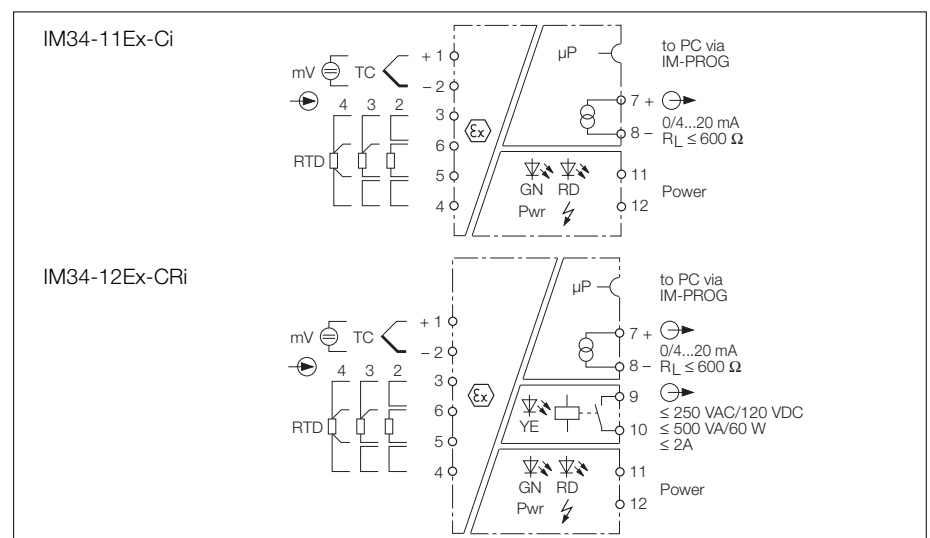 IM34-11Ex-Ci
mV TC
+ 1
– 2
4 3 2
3
6
RTD
5
4
Ex
µP
to PC via
IM-PROG
7 +
8 –
0/4...20 mA
RL ≤ 600 Ω
GN RD
Pwr
11
12
Power
IM34-12Ex-CRi
mV TC
+ 1
– 2
4 3 2
3
6
RTD
5
4
Ex
µP
to PC via
IM-PROG
7 +
8 –
0/4...20 mA
RL ≤ 600 Ω
YE
9
10
≤ 250 VAC/120 VDC
≤ 500 VA/60 W
≤ 2A
GN RD
Pwr
11
12
Power